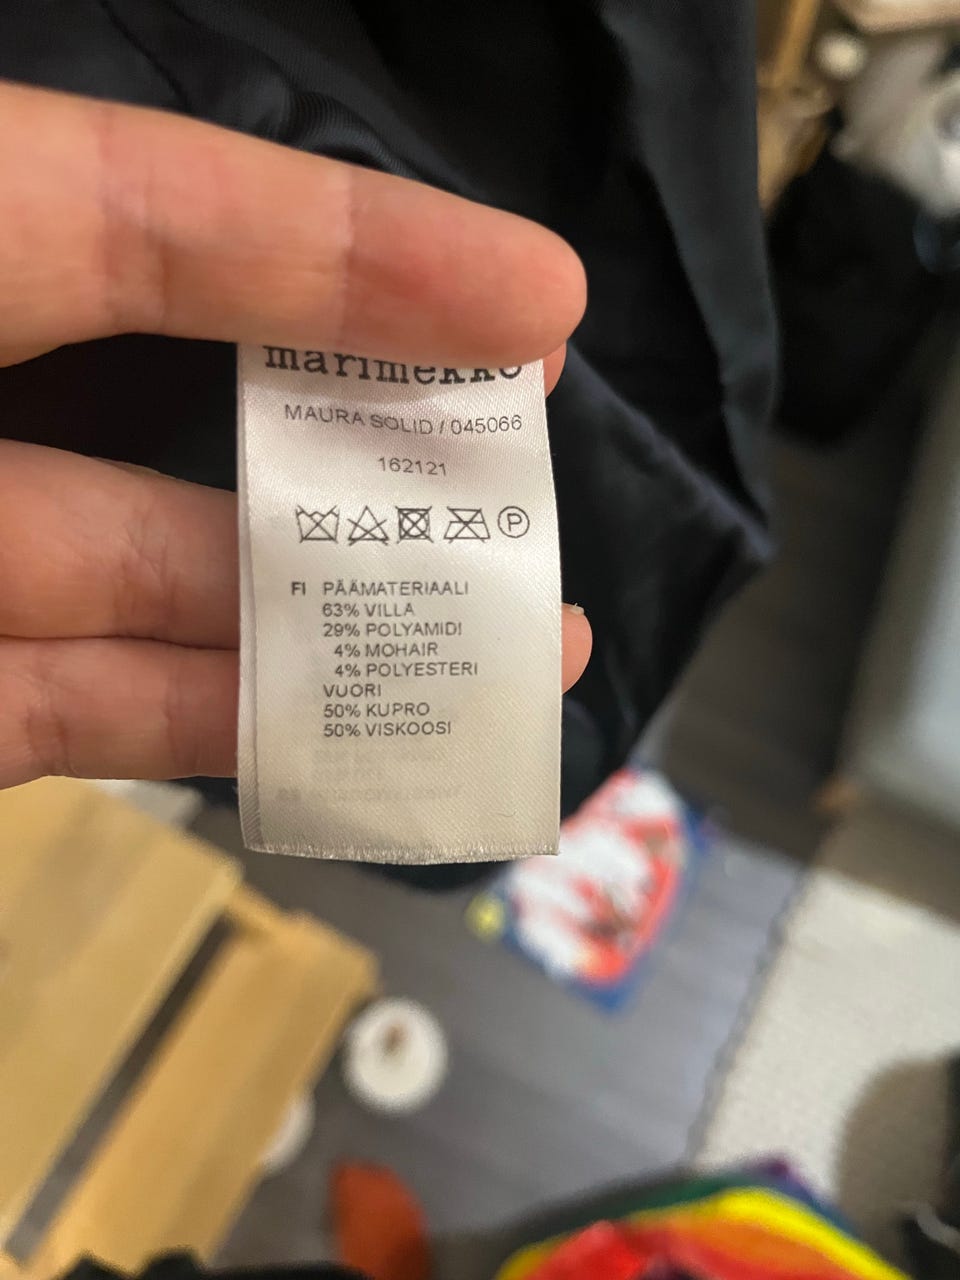 marimekko
MAURA SOLID / 045066
162121
P
FI PÄÄMATERIAALI
63% VILLA
29% POLYAMIDI
4% MOHAIR
4% POLYESTERI
VUORI
50% KUPRO
50% VISKOOSI